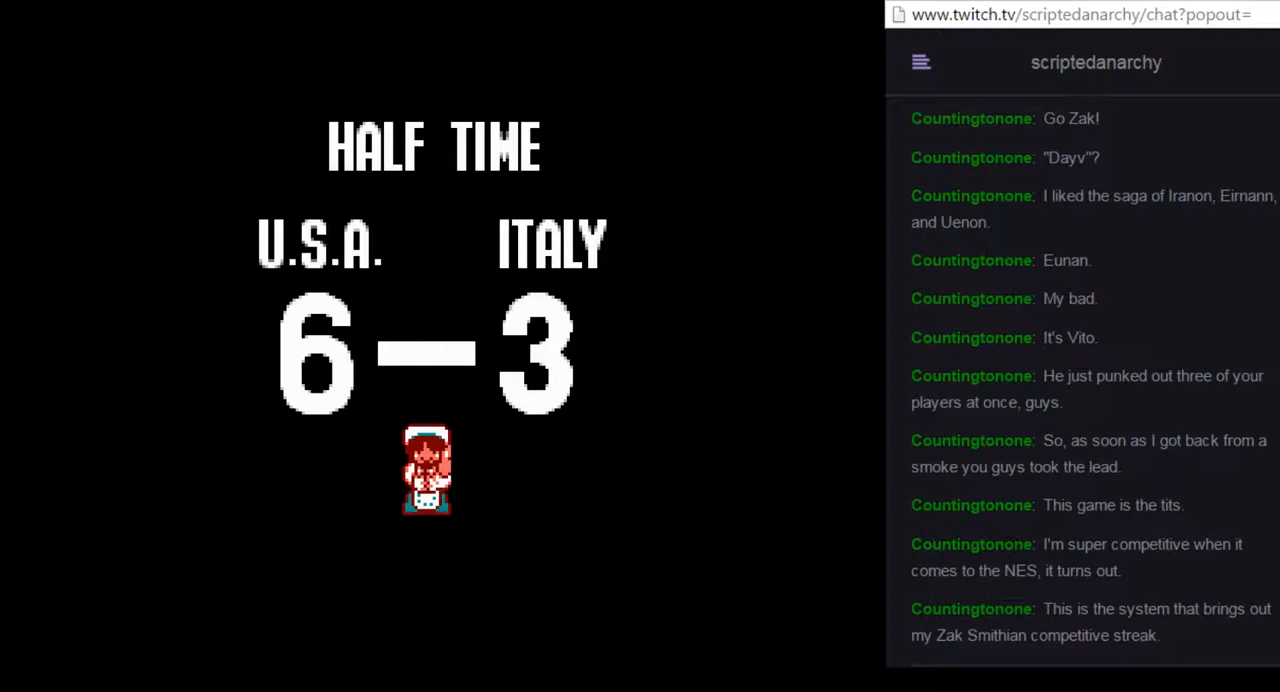 www.twitch.tv/scriptedanarchy/chat?popout=
scriptedanarchy
HALF TIME
U.S.A. ITALY
6 — 3
Countingtonone: Go Zak!
Countingtonone: "Dayv"?
Countingtonone: I liked the saga of Iranon, Eirnann,
and Uenon.
Countingtonone: Eunan.
Countingtonone: My bad.
Countingtonone: It's Vito.
Countingtonone: He just punked out three of your
players at once, guys.
Countingtonone: So, as soon as I got back from a
smoke you guys took the lead.
Countingtonone: This game is the tits.
Countingtonone: I'm super competitive when it
comes to the NES, it turns out.
Countingtonone: This is the system that brings out
my Zak Smithian competitive streak.